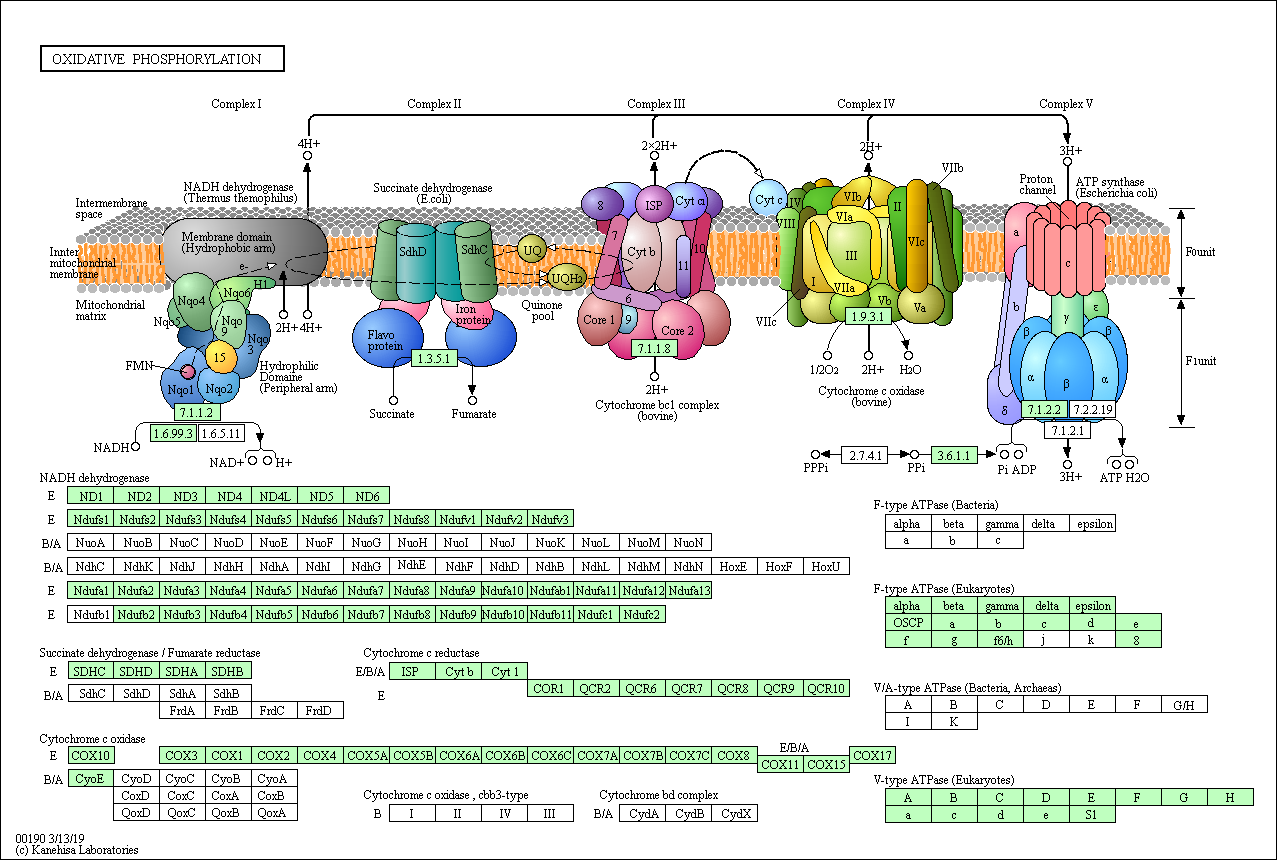 OXIDATIVE PHOSPHORYLATION
Complex I
Complex II
Complex III
Complex IV
Complex V
4H+
2×2H+
2H+
3H+
NADH dehydrogenase
(Thermus themophilus)
Succinate dehydrogenase
(E.coli)
Intermembrane
space
Innter
mitochondrial
membrane
Mitochondrial
matrix
Membrane domain
(Hydophobic arm)
e-
H1
Nqo4
Nqo6
Nqo5
Nqo
9
Nqo
3
15
FMN
Nqo1
Nqo2
Hydrophilic
Domaine
(Peripheral arm)
2H+
4H+
7.1.1.2
1.6.99.3
1.6.5.11
NADH
NAD+
H+
SdhD
SdhC
Flavo
protein
Iron
protein
1.3.5.1
Succinate
Fumarate
UQ
UQH2
Quinone
pool
8
ISP
Cyt c1
7
Cyt b
10
11
6
Core 1
9
Core 2
7.1.1.8
2H+
Cytochrome bc1 complex
(bovine)
Cyt c
IV
VIb
II
VIIb
VIII
VIa
III
VIc
I
VIIa
VIIc
Vb
Va
1.9.3.1
1/2O2
2H+
H2O
Cytochrome c oxidase
(bovine)
Proton
channel
ATP synthase
(Escherichia coli)
a
c
b
γ
ε
β
β
α
β
α
δ
F0unit
F1unit
7.1.2.2
7.2.2.19
7.1.2.1
PPPi
2.7.4.1
PPi
3.6.1.1
Pi ADP
3H+
ATP H2O
NADH dehydrogenase
E ND1 ND2 ND3 ND4 ND4L ND5 ND6
E Ndufs1 Ndufs2 Ndufs3 Ndufs4 Ndufs5 Ndufs6 Ndufs7 Ndufs8 Ndufv1 Ndufv2 Ndufv3
B/A NuoA NuoB NuoC NuoD NuoE NuoF NuoG NuoH NuoI NuoJ NuoK NuoL NuoM NuoN
B/A NdhC NdhK NdhJ NdhH NdhA NdhI NdhG NdhE NdhF NdhD NdhB NdhL NdhM NdhN HoxE HoxF HoxU
E Ndufa1 Ndufa2 Ndufa3 Ndufa4 Ndufa5 Ndufa6 Ndufa7 Ndufa8 Ndufa9 Ndufa10 Ndufab1 Ndufa11 Ndufa12 Ndufa13
E Ndufb1 Ndufb2 Ndufb3 Ndufb4 Ndufb5 Ndufb6 Ndufb7 Ndufb8 Ndufb9 Ndufb10 Ndufb11 Ndufc1 Ndufc2
Succinate dehydrogenase / Fumarate reductase
E SDHC SDHD SDHA SDHB
B/A SdhC SdhD SdhA SdhB
FrdA FrdB FrdC FrdD
Cytochrome c reductase
E/B/A ISP Cyt b Cyt 1
E COR1 QCR2 QCR6 QCR7 QCR8 QCR9 QCR10
Cytochrome c oxidase
E COX10 COX3 COX1 COX2 COX4 COX5A COX5B COX6A COX6B COX6C COX7A COX7B COX7C COX8
E/B/A
COX11 COX15
COX17
B/A CyoE CyoD CyoC CyoB CyoA
CoxD CoxC CoxA CoxB
QoxD QoxC QoxB QoxA
Cytochrome c oxidase , cbb3-type
B I II IV III
Cytochrome bd complex
B/A CydA CydB CydX
F-type ATPase (Bacteria)
alpha beta gamma delta epsilon
a b c
F-type ATPase (Eukaryotes)
alpha beta gamma delta epsilon
OSCP a b c d e
f g f6/h j k 8
V/A-type ATPase (Bacteria, Archaeas)
A B C D E F G/H
I K
V-type ATPase (Eukaryotes)
A B C D E F G H
a c d e S1
00190 3/13/19
(c) Kanehisa Laboratories